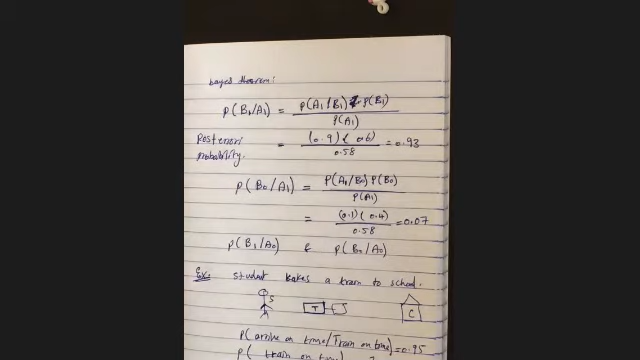 bayes theorem:
P(B₁/A₁) = P(A₁/B₁) P(B₁) / P(A₁)
Posteriori probability. = (0.9)(0.6) / 0.58 = 0.93
P(B₀/A₁) = P(A₁/B₀) P(B₀) / P(A₁)
= (0.1)(0.4) / 0.58 = 0.07
P(B₁/A₀) & P(B₀/A₀)
Ex: student takes a train to school.
S T C
P(arrive on time/Train on time) = 0.95
P( train on time)